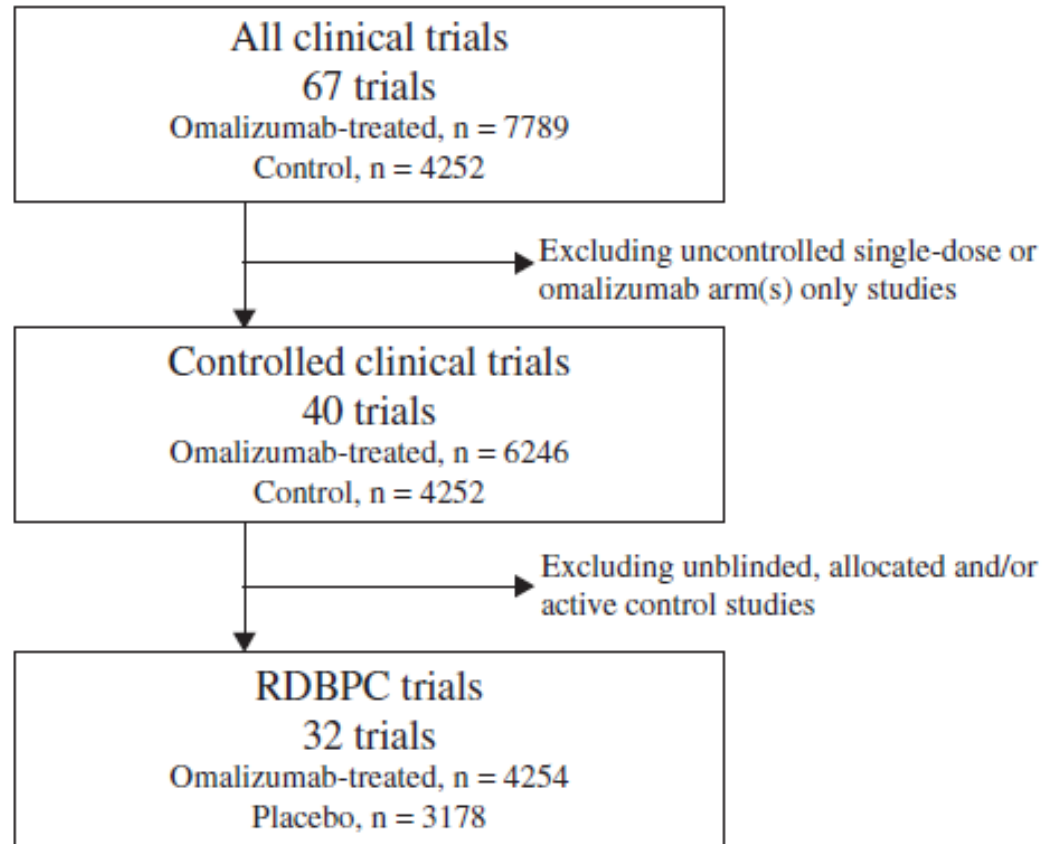 All clinical trials
67 trials
Omalizumab-treated, n = 7789
Control, n = 4252
Excluding uncontrolled single-dose or
omalizumab arm(s) only studies
Controlled clinical trials
40 trials
Omalizumab-treated, n = 6246
Control, n = 4252
Excluding unblinded, allocated and/or
active control studies
RDBPC trials
32 trials
Omalizumab-treated, n = 4254
Placebo, n = 3178